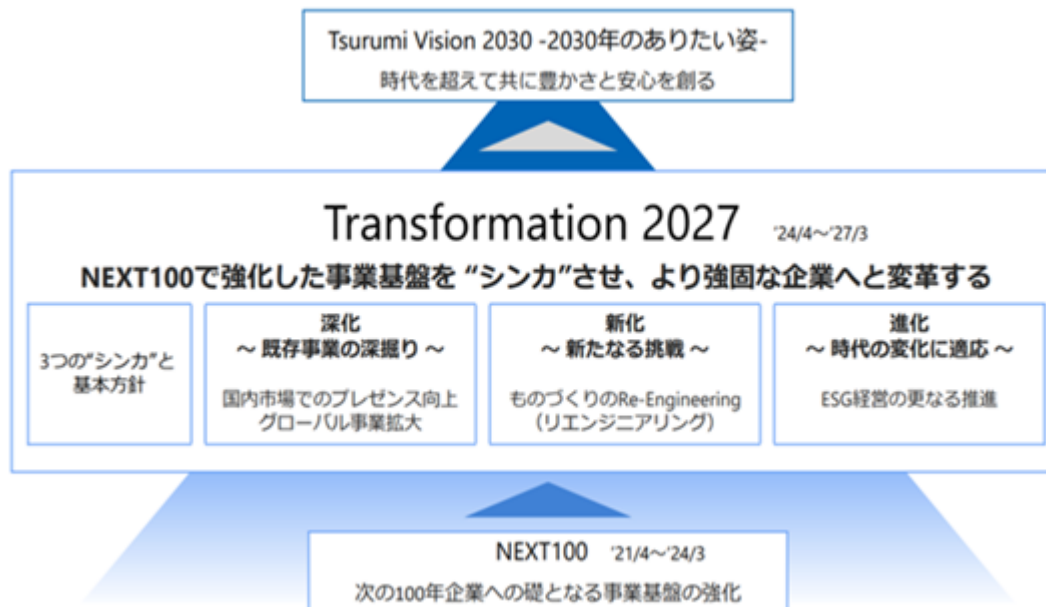 Tsurumi Vision 2030 -2030年のありたい姿-
時代を超えて共に豊かさと安心を創る
Transformation 2027 '24/4～'27/3
NEXT100で強化した事業基盤を “シンカ”させ、より強固な企業へと変革する
3つの“シンカ”と
基本方針
深化
～ 既存事業の深掘り ～
国内市場でのプレゼンス向上
グローバル事業拡大
新化
～ 新たなる挑戦 ～
ものづくりのRe-Engineering
（リエンジニアリング）
進化
～ 時代の変化に適応 ～
ESG経営の更なる推進
NEXT100 '21/4～'24/3
次の100年企業への礎となる事業基盤の強化